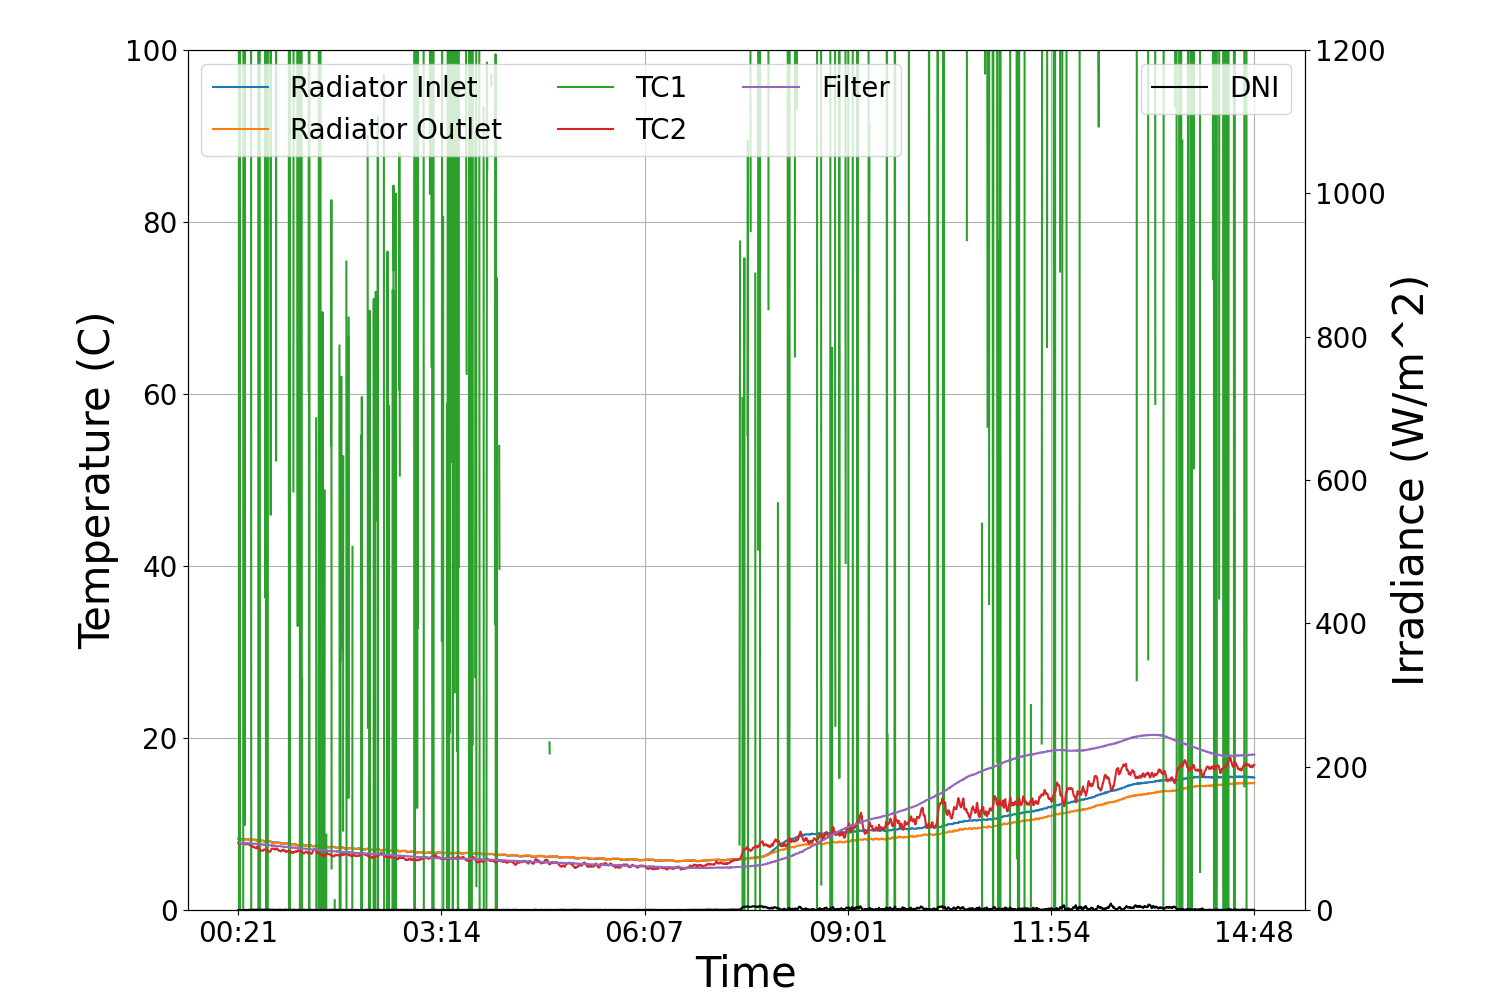 Radiator Inlet
Radiator Outlet
TC1
TC2
Filter
DNI
100
80
60
40
20
0
Temperature (C)
1200
1000
800
600
400
200
0
Irradiance (W/m^2)
00:21 03:14 06:07 09:01 11:54 14:48
Time